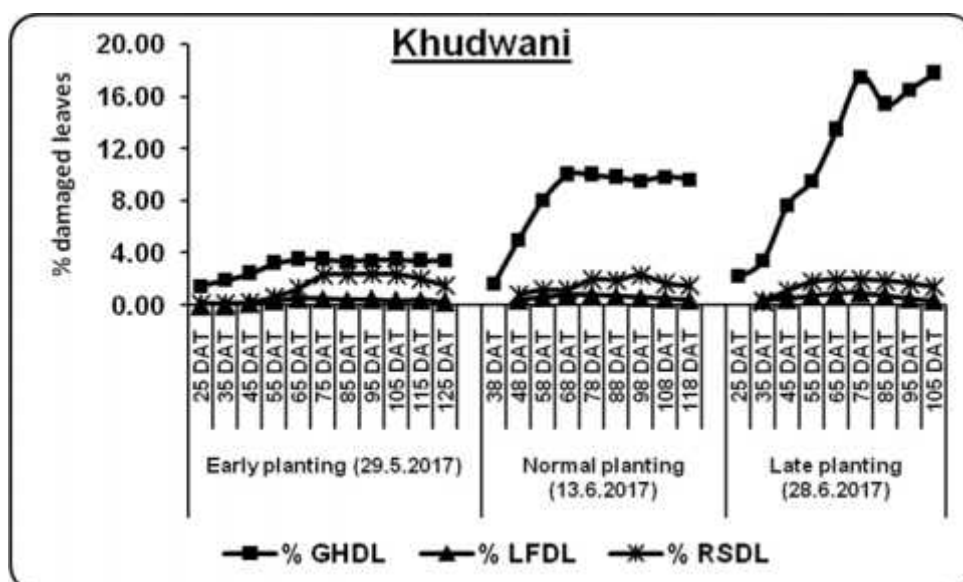 Khudwani
% damaged leaves
20.00
16.00
12.00
8.00
4.00
0.00
25 DAT
35 DAT
45 DAT
55 DAT
65 DAT
75 DAT
85 DAT
95 DAT
105 DAT
115 DAT
125 DAT
38 DAT
48 DAT
58 DAT
68 DAT
78 DAT
88 DAT
98 DAT
108 DAT
118 DAT
25 DAT
35 DAT
45 DAT
55 DAT
65 DAT
75 DAT
85 DAT
95 DAT
105 DAT
Early planting (29.5.2017)
Normal planting
(13.6.2017)
Late planting
(28.6.2017)
% GHDL
% LFDL
% RSDL